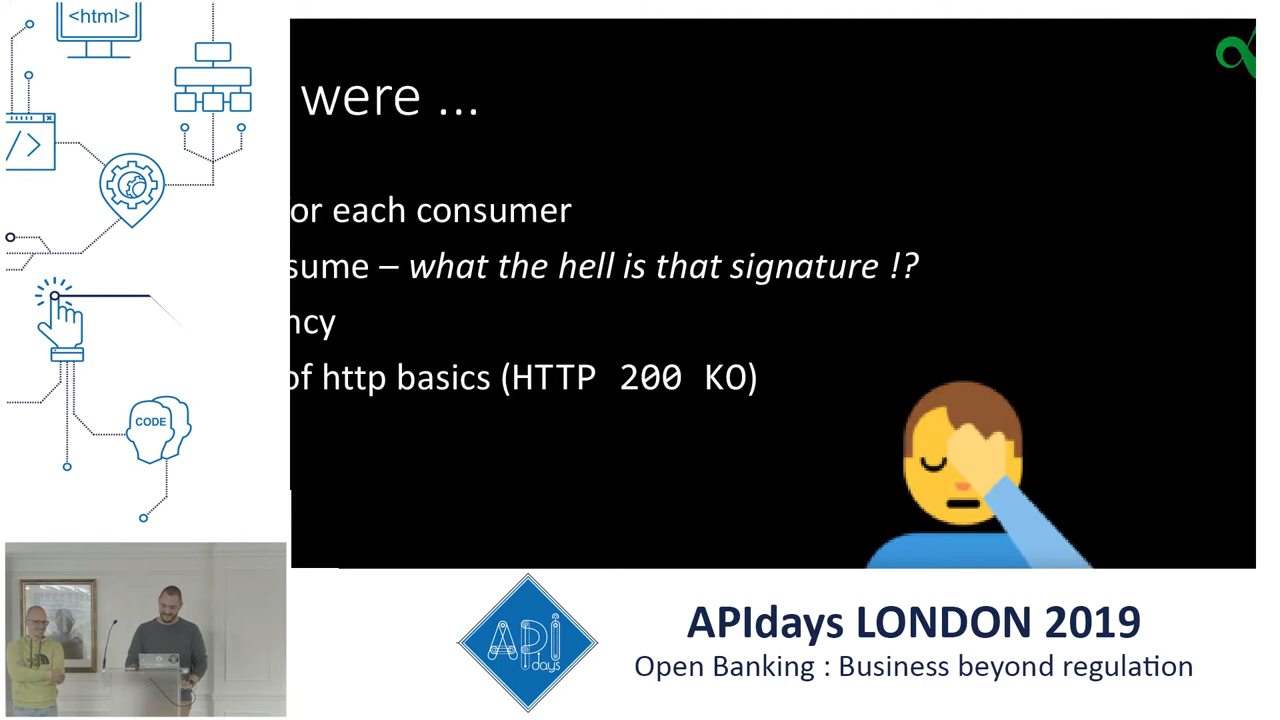 <html>
</>
CODE
were ...
or each consumer
sume – what the hell is that signature !?
ncy
of http basics (HTTP 200 KO)
API
days
APIdays LONDON 2019
Open Banking : Business beyond regulation